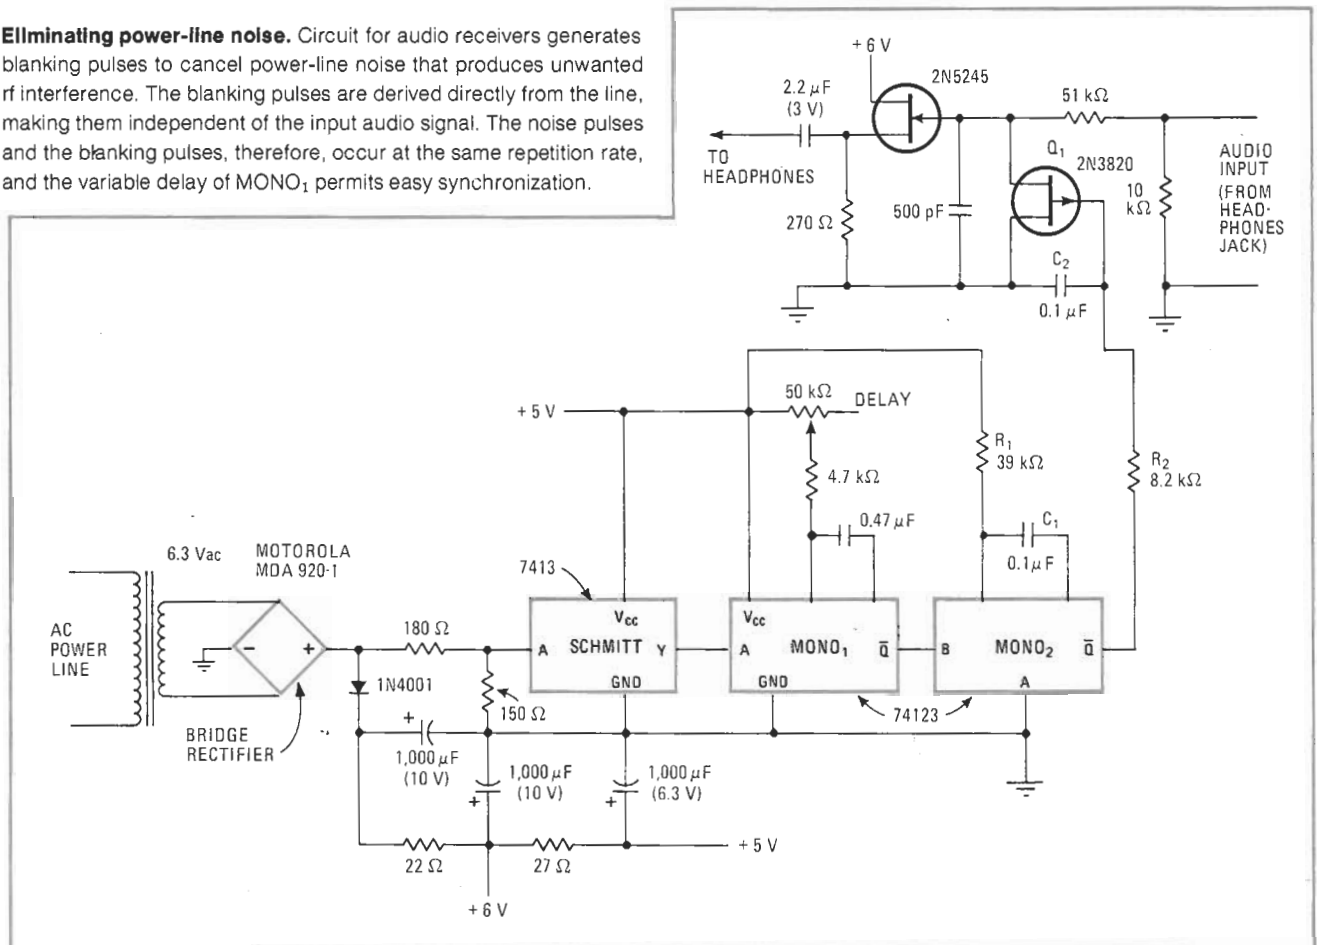 Eliminating power-line noise. Circuit for audio receivers generates
blanking pulses to cancel power-line noise that produces unwanted
rf interference. The blanking pulses are derived directly from the line,
making them independent of the input audio signal. The noise pulses
and the blanking pulses, therefore, occur at the same repetition rate,
and the variable delay of MONO₁ permits easy synchronization.
+ 6 V
2N5245
2.2 µF
(3 V)
51 kΩ
TO
HEADPHONES
Q₁
2N3820
AUDIO
INPUT
(FROM
HEAD-
PHONES
JACK)
10
kΩ
270 Ω
500 pF
C₂
0.1 µF
+ 5 V
50 kΩ
DELAY
R₁
39 kΩ
R₂
8.2 kΩ
4.7 kΩ
0.47 µF
C₁
0.1 µF
6.3 Vac
MOTOROLA
MDA 920-1
7413
AC
POWER
LINE
−
+
180 Ω
Vcc
A SCHMITT Y
GND
Vcc
A MONO₁ Q̅
GND
B MONO₂ Q̅
A
1N4001
150 Ω
74123
BRIDGE
RECTIFIER
+
1,000 µF
(10 V)
1,000 µF
(10 V)
+
1,000 µF
(6.3 V)
+
22 Ω
27 Ω
+ 5 V
+ 6 V